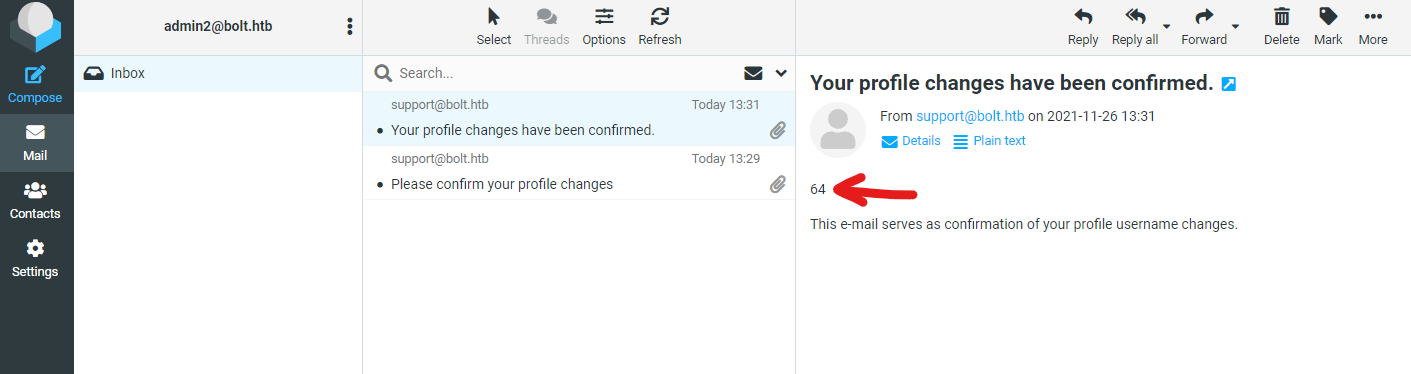 admin2@bolt.htb
Select Threads Options Refresh
Reply Reply all Forward Delete Mark More
Compose
Mail
Contacts
Settings
Inbox
Search...
support@bolt.htb Today 13:31
Your profile changes have been confirmed.
support@bolt.htb Today 13:29
Please confirm your profile changes
Your profile changes have been confirmed.
From support@bolt.htb on 2021-11-26 13:31
Details Plain text
64
This e-mail serves as confirmation of your profile username changes.